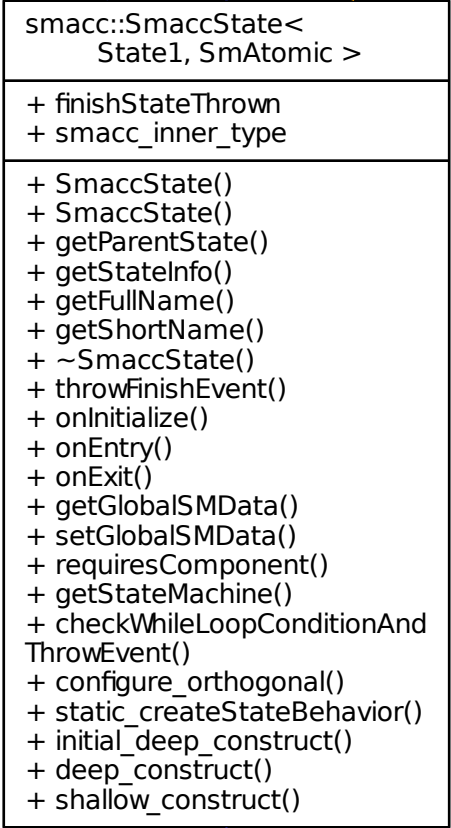 smacc::SmaccState<
State1, SmAtomic >
+ finishStateThrown
+ smacc_inner_type
+ SmaccState()
+ SmaccState()
+ getParentState()
+ getStateInfo()
+ getFullName()
+ getShortName()
+ ~SmaccState()
+ throwFinishEvent()
+ onInitialize()
+ onEntry()
+ onExit()
+ getGlobalSMData()
+ setGlobalSMData()
+ requiresComponent()
+ getStateMachine()
+ checkWhileLoopConditionAnd
ThrowEvent()
+ configure_orthogonal()
+ static_createStateBehavior()
+ initial_deep_construct()
+ deep_construct()
+ shallow_construct()